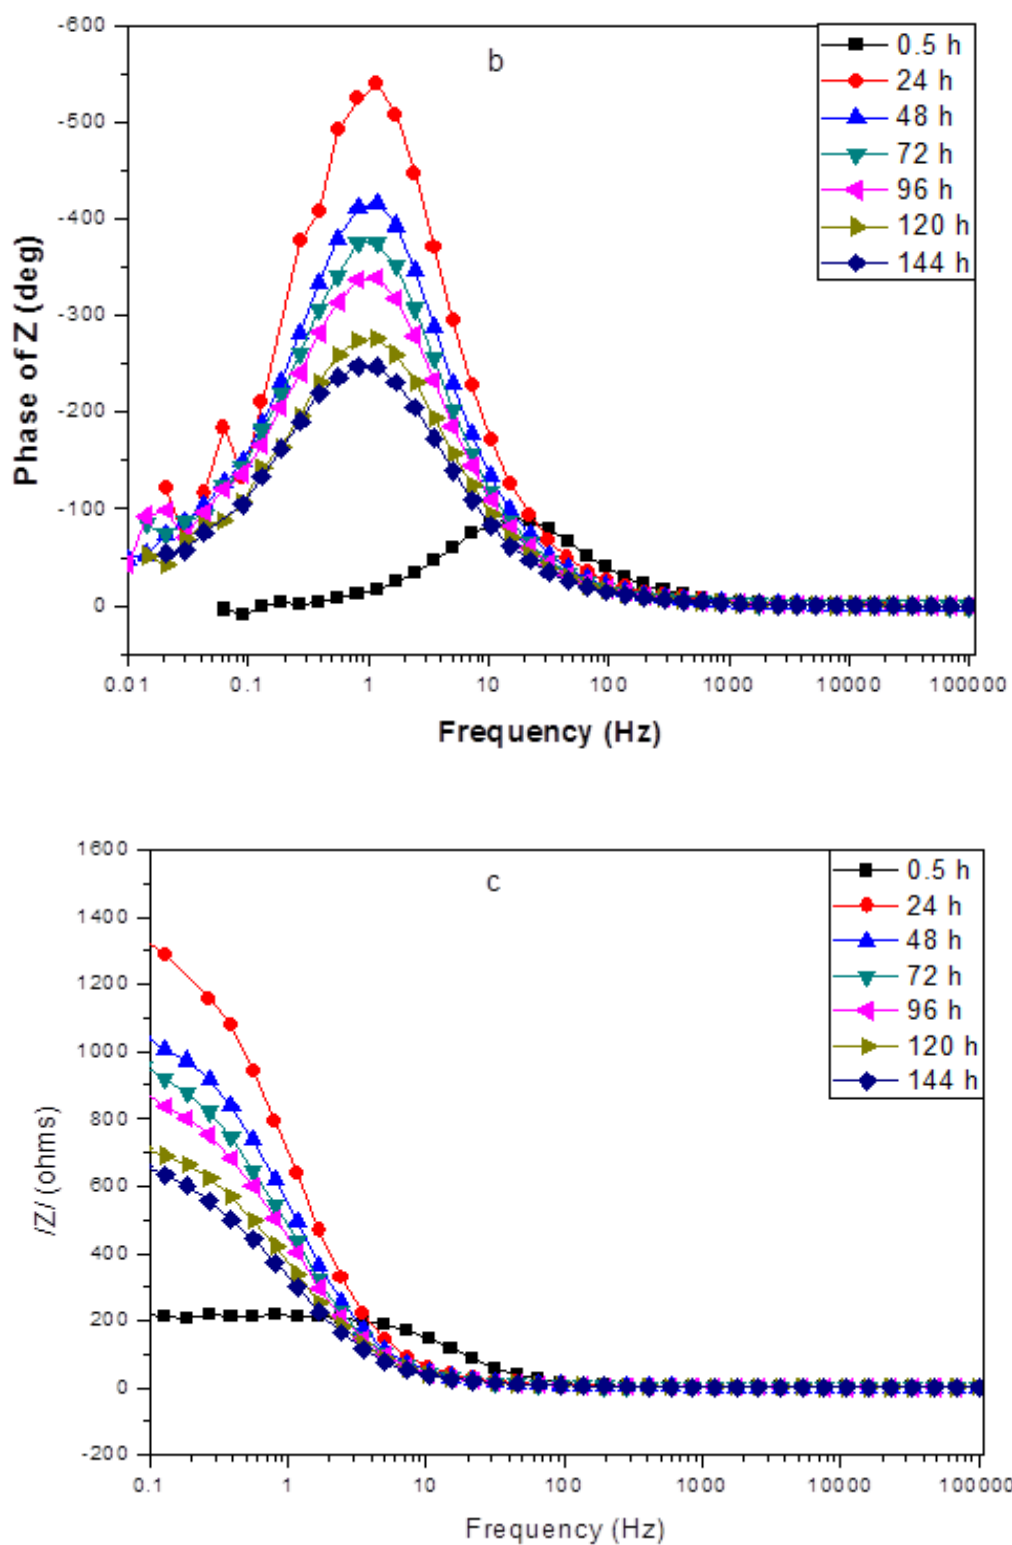 -600
-500
-400
-300
-200
-100
0
Phase of Z (deg)
b
0.5 h
24 h
48 h
72 h
96 h
120 h
144 h
0.01
0.1
1
10
100
1000
10000
100000
Frequency (Hz)
1600
1400
1200
1000
800
600
400
200
0
-200
/Z/ (ohms)
c
0.5 h
24 h
48 h
72 h
96 h
120 h
144 h
0.1
1
10
100
1000
10000
100000
Frequency (Hz)